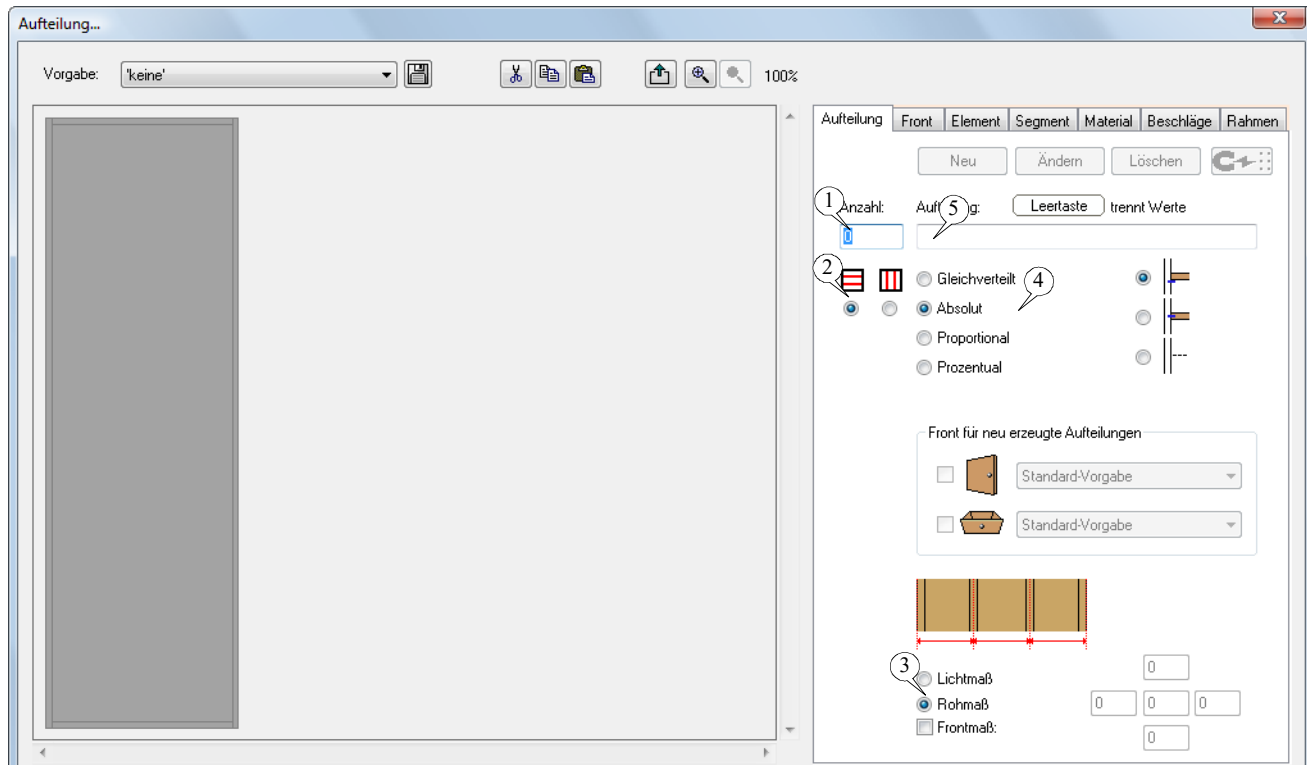 Aufteilung...
X
Vorgabe: 'keine' 100%
Aufteilung Front Element Segment Material Beschläge Rahmen
Neu Ändern Löschen
1 Anzahl: 5 Leertaste trennt Werte
0
2 Gleichverteilt 4
Absolut
Proportional
Prozentual
Front für neu erzeugte Aufteilungen
Standard-Vorgabe
Standard-Vorgabe
3 Lichtmaß 0
Rohmaß 0 0 0
Frontmaß: 0